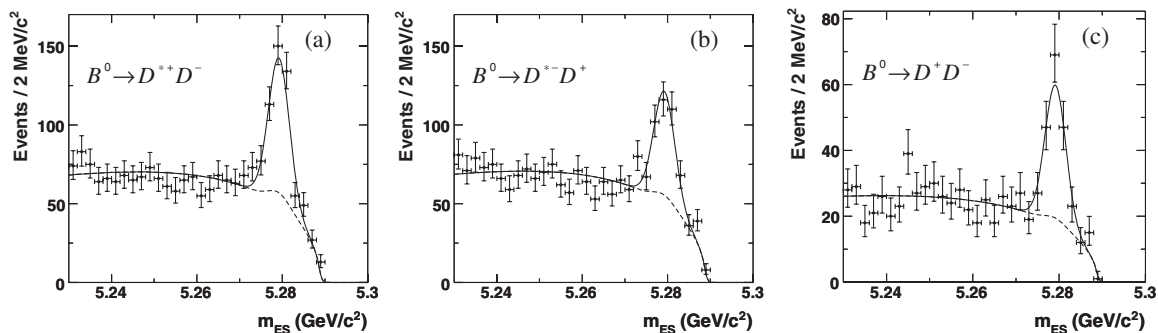 Events / 2 MeV/c²
150
100
50
0
(a)
B⁰→D*⁺D⁻
5.24
5.26
5.28
5.3
m_ES (GeV/c²)
Events / 2 MeV/c²
150
100
50
0
(b)
B⁰→D*⁻D⁺
5.24
5.26
5.28
5.3
m_ES (GeV/c²)
Events / 2 MeV/c²
80
60
40
20
0
(c)
B⁰→D⁺D⁻
5.24
5.26
5.28
5.3
m_ES (GeV/c²)